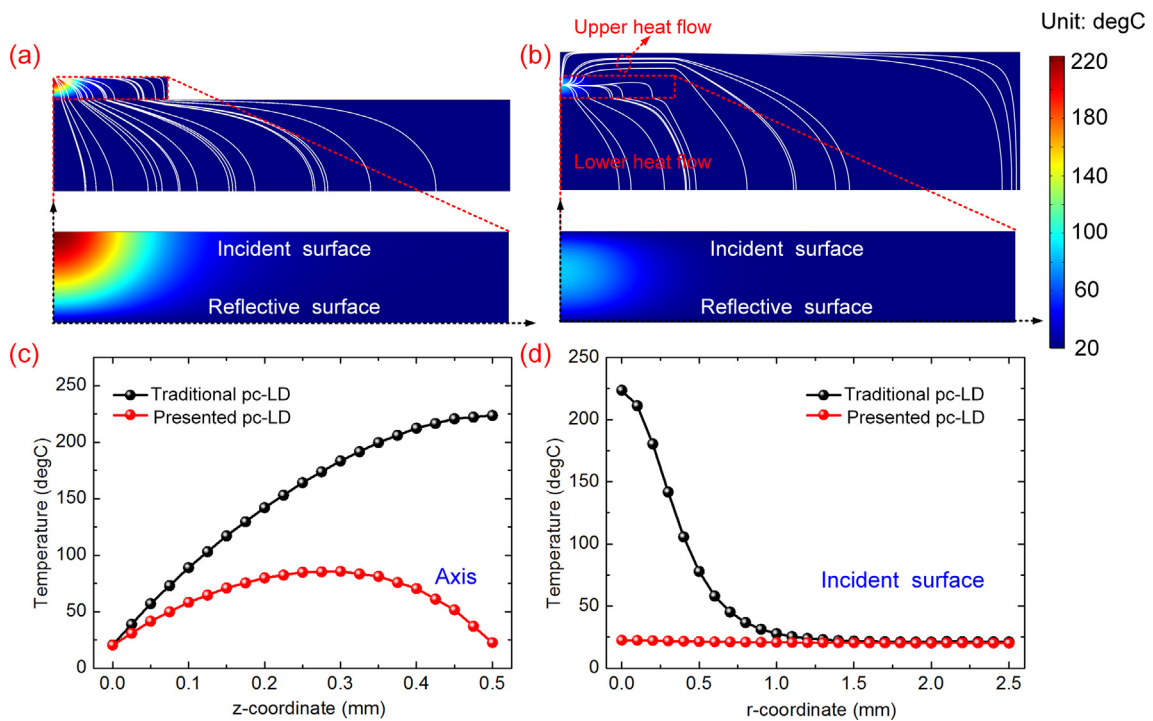 Unit: degC
(a)
(b)
Upper heat flow
Lower heat flow
220
180
140
100
60
20
Incident surface
Reflective surface
Incident surface
Reflective surface
(c)
250
200
150
100
50
0
Temperature (degC)
Traditional pc-LD
Presented pc-LD
Axis
0.0 0.1 0.2 0.3 0.4 0.5
z-coordinate (mm)
(d)
250
200
150
100
50
0
Temperature (degC)
Traditional pc-LD
Presented pc-LD
Incident surface
0.0 0.5 1.0 1.5 2.0 2.5
r-coordinate (mm)